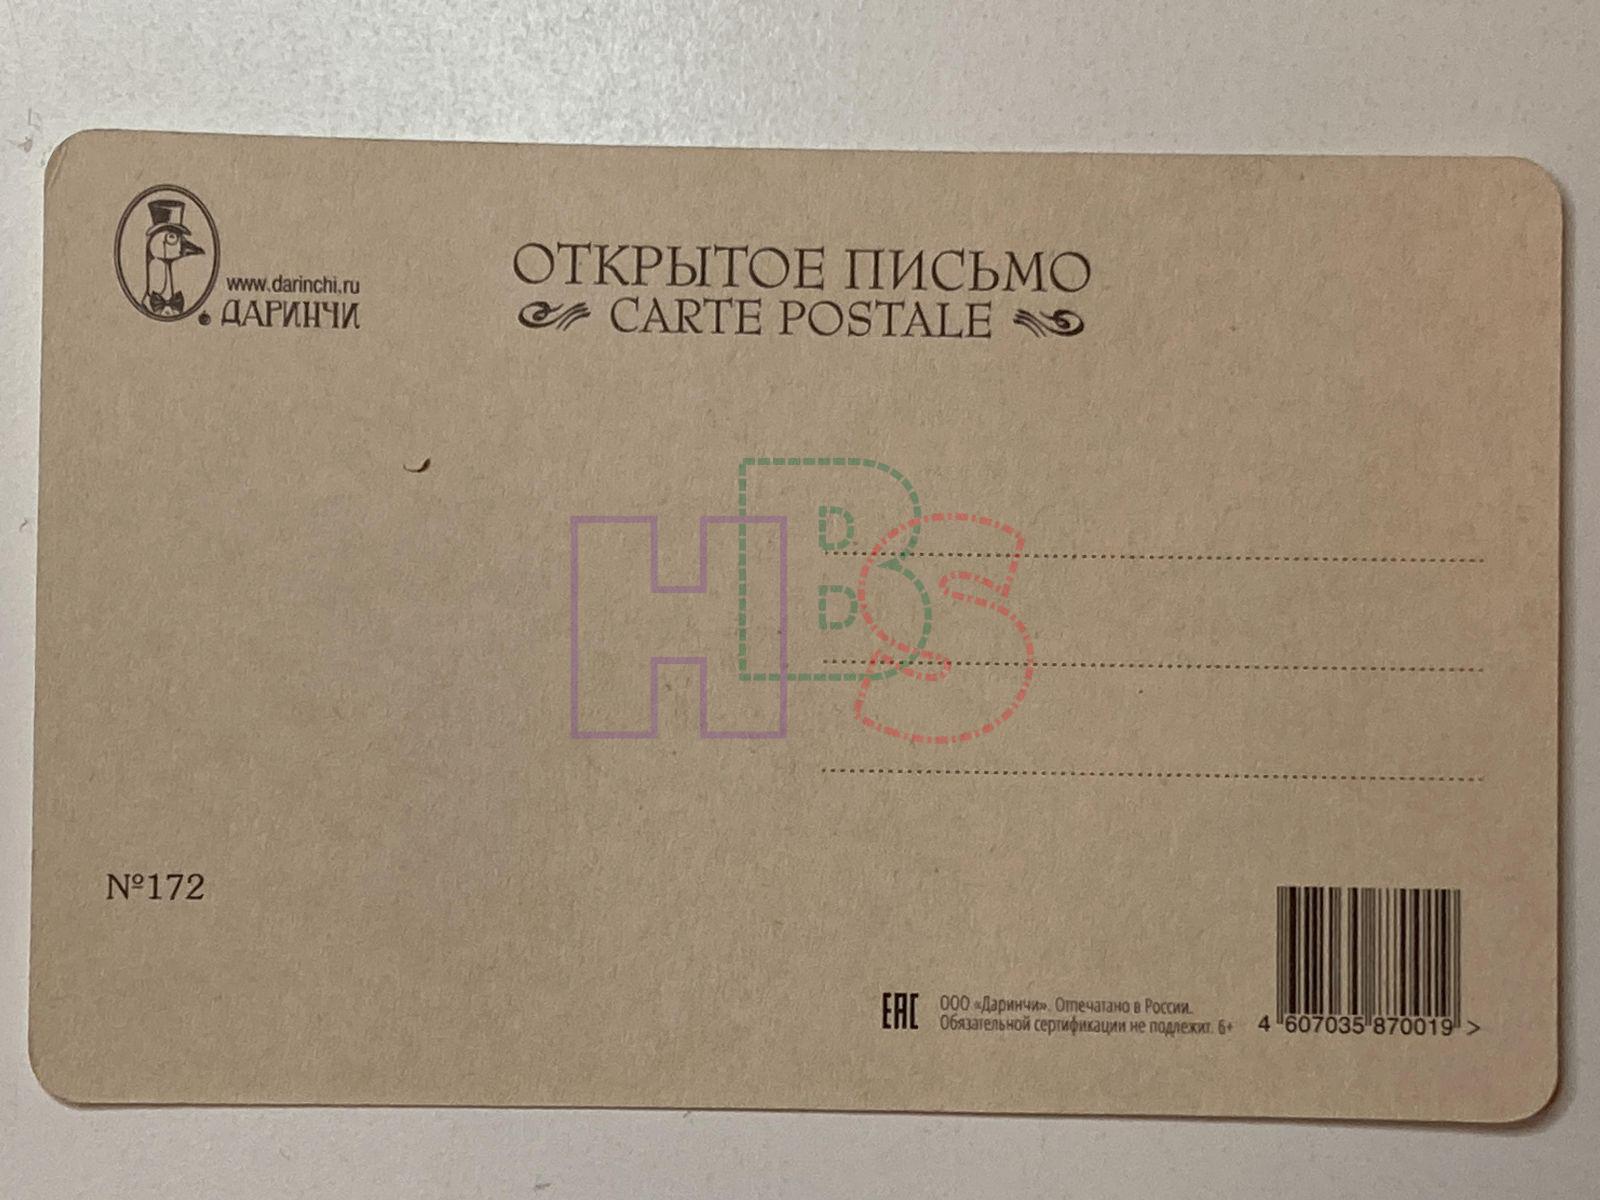 www.darinchi.ru
ДАРИНЧИ
ОТКРЫТОЕ ПИСЬМО
CARTE POSTALE
H B S
№172
ЕАС
ООО «Даринчи». Отпечатано в России.
Обязательной сертификации не подлежит. 6+
4 607035 870019 >